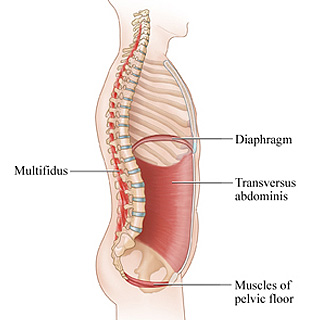 Diaphragm
Multifidus
Transversus
abdominis
Muscles of
pelvic floor